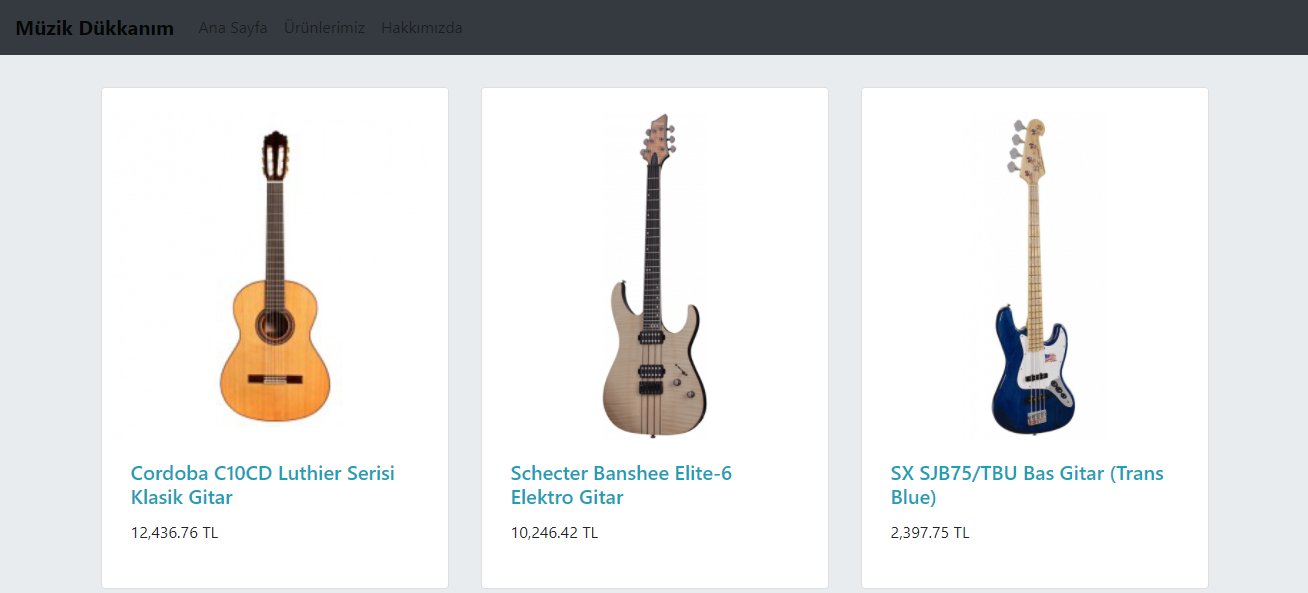 Müzik Dükkanım Ana Sayfa Ürünlerimiz Hakkımızda
Cordoba C10CD Luthier Serisi
Klasik Gitar
12,436.76 TL
Schecter Banshee Elite-6
Elektro Gitar
10,246.42 TL
SX SJB75/TBU Bas Gitar (Trans
Blue)
2,397.75 TL